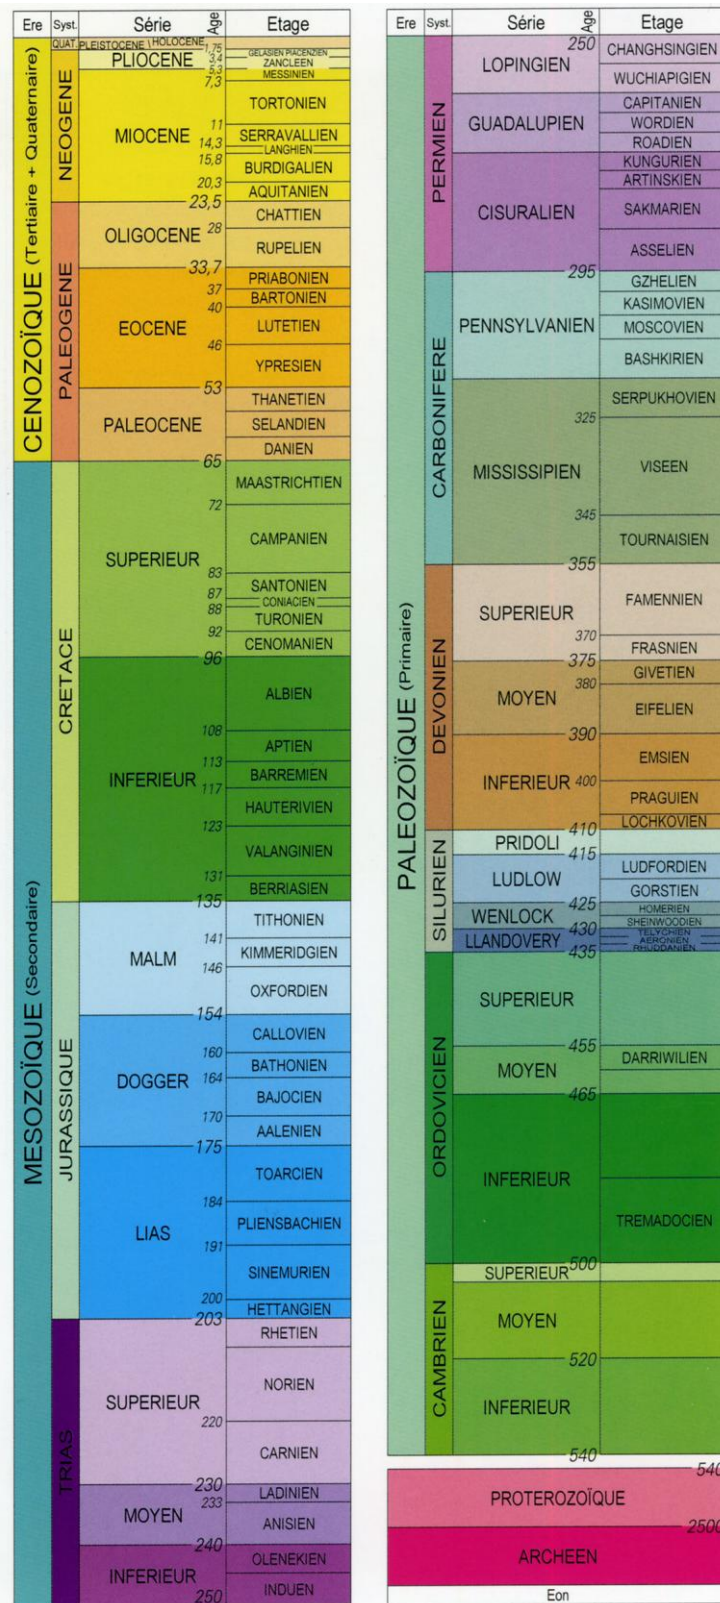 Ere Syst. Série Age Etage
CENOZOÏQUE (Tertiaire + Quaternaire)
QUAT. PLEISTOCENE \ HOLOCENE
1,75
NEOGENE
PLIOCENE
GELASIEN PIACENZIEN
3,4
ZANCLEEN
5,3
MESSINIEN
7,3
MIOCENE
TORTONIEN
11
SERRAVALLIEN
14,3
LANGHIEN
15,8
BURDIGALIEN
20,3
AQUITANIEN
23,5
PALEOGENE
OLIGOCENE
CHATTIEN
28
RUPELIEN
33,7
EOCENE
PRIABONIEN
37
BARTONIEN
40
LUTETIEN
46
YPRESIEN
53
PALEOCENE
THANETIEN
SELANDIEN
DANIEN
65
MESOZOÏQUE (Secondaire)
CRETACE
SUPERIEUR
MAASTRICHTIEN
72
CAMPANIEN
83
SANTONIEN
87
CONIACIEN
88
TURONIEN
92
CENOMANIEN
96
INFERIEUR
ALBIEN
108
APTIEN
113
BARREMIEN
117
HAUTERIVIEN
123
VALANGINIEN
131
BERRIASIEN
135
JURASSIQUE
MALM
TITHONIEN
141
KIMMERIDGIEN
146
OXFORDIEN
154
DOGGER
CALLOVIEN
160
BATHONIEN
164
BAJOCIEN
170
AALENIEN
175
LIAS
TOARCIEN
184
PLIENSBACHIEN
191
SINEMURIEN
200
HETTANGIEN
203
TRIAS
SUPERIEUR
RHETIEN
NORIEN
220
CARNIEN
230
MOYEN
LADINIEN
233
ANISIEN
240
INFERIEUR
OLENEKIEN
INDUEN
250
Ere Syst. Série Age Etage
250
PALEOZOÏQUE (Primaire)
PERMIEN
LOPINGIEN
CHANGHSINGIEN
WUCHIAPIGIEN
GUADALUPIEN
CAPITANIEN
WORDIEN
ROADIEN
CISURALIEN
KUNGURIEN
ARTINSKIEN
SAKMARIEN
ASSELIEN
295
CARBONIFERE
PENNSYLVANIEN
GZHELIEN
KASIMOVIEN
MOSCOVIEN
BASHKIRIEN
MISSISSIPIEN
SERPUKHOVIEN
325
VISEEN
345
TOURNAISIEN
355
DEVONIEN
SUPERIEUR
FAMENNIEN
370
FRASNIEN
375
MOYEN
GIVETIEN
380
EIFELIEN
390
INFERIEUR
EMSIEN
400
PRAGUIEN
LOCHKOVIEN
410
SILURIEN
PRIDOLI
415
LUDLOW
LUDFORDIEN
GORSTIEN
425
WENLOCK
HOMERIEN
SHEINWOODIEN
430
LLANDOVERY
TELYCHIEN
AERONIEN
RHUDDANIEN
435
ORDOVICIEN
SUPERIEUR
455
MOYEN
DARRIWILIEN
465
INFERIEUR
TREMADOCIEN
500
CAMBRIEN
SUPERIEUR
MOYEN
520
INFERIEUR
540
540
PROTEROZOÏQUE
2500
ARCHEEN
Eon